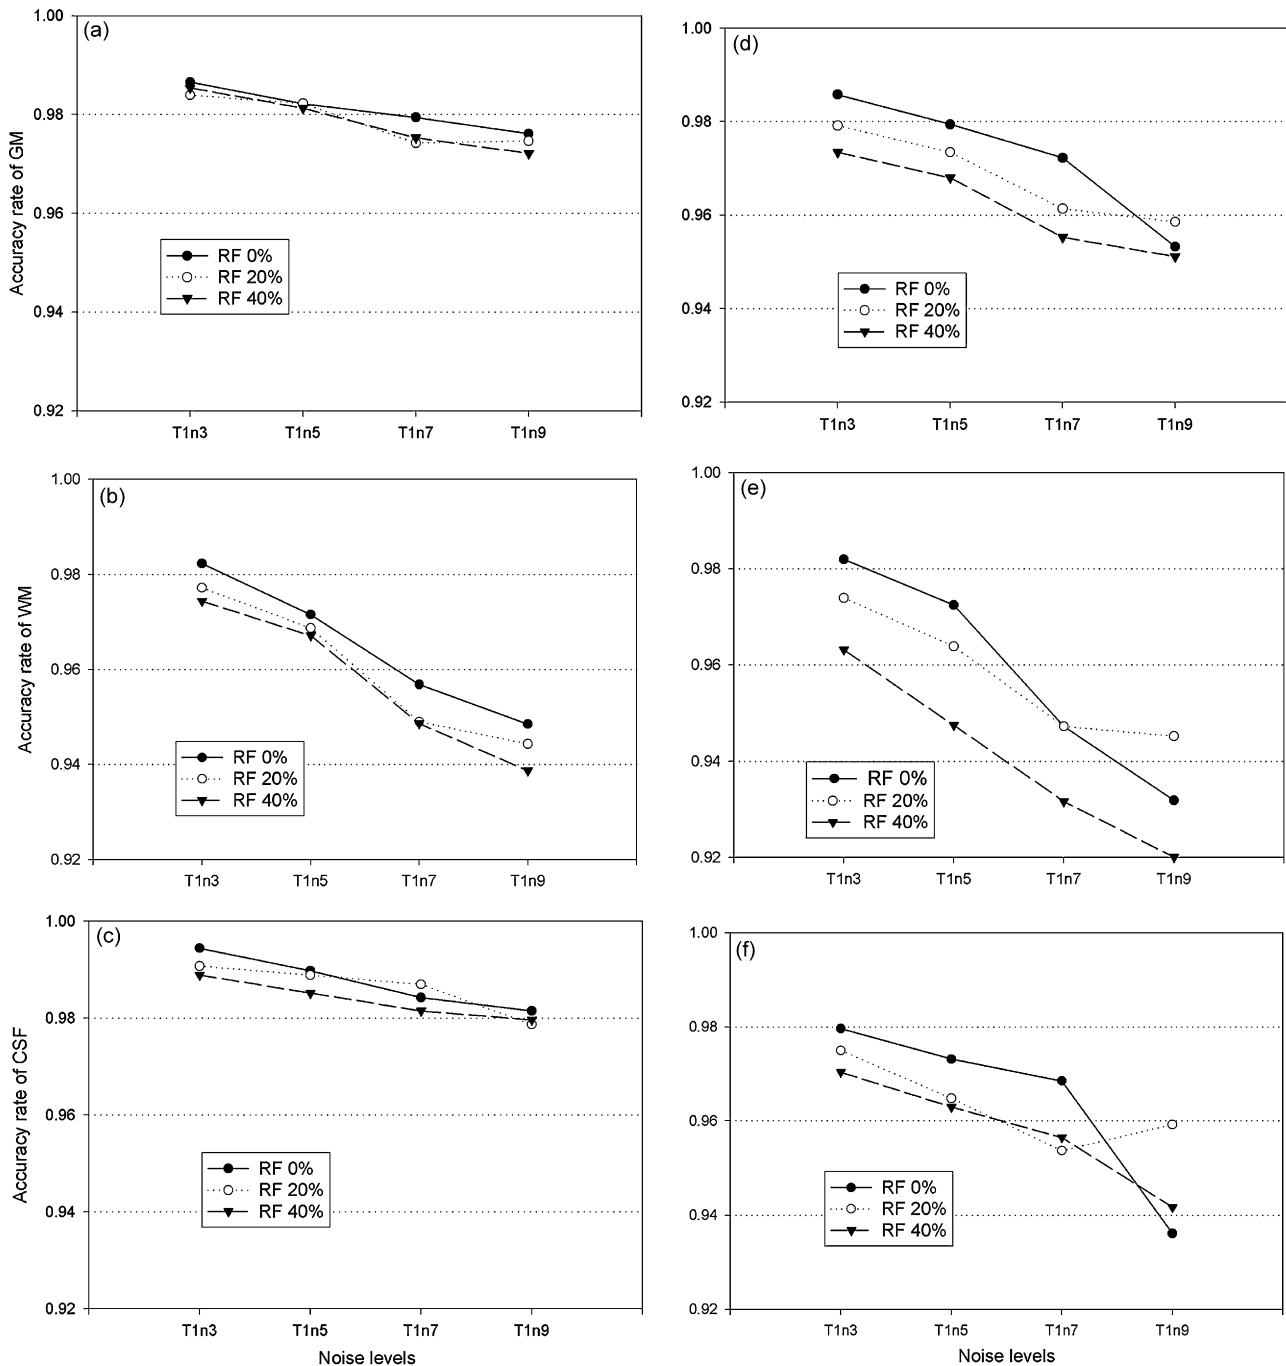 (a)
1.00
0.98
0.96
0.94
0.92
Accuracy rate of GM
RF 0%
RF 20%
RF 40%
T1n3 T1n5 T1n7 T1n9
(b)
1.00
0.98
0.96
0.94
0.92
Accuracy rate of WM
RF 0%
RF 20%
RF 40%
T1n3 T1n5 T1n7 T1n9
(c)
1.00
0.98
0.96
0.94
0.92
Accuracy rate of CSF
RF 0%
RF 20%
RF 40%
T1n3 T1n5 T1n7 T1n9
Noise levels
(d)
1.00
0.98
0.96
0.94
0.92
RF 0%
RF 20%
RF 40%
T1n3 T1n5 T1n7 T1n9
(e)
1.00
0.98
0.96
0.94
0.92
RF 0%
RF 20%
RF 40%
T1n3 T1n5 T1n7 T1n9
(f)
1.00
0.98
0.96
0.94
0.92
RF 0%
RF 20%
RF 40%
T1n3 T1n5 T1n7 T1n9
Noise levels